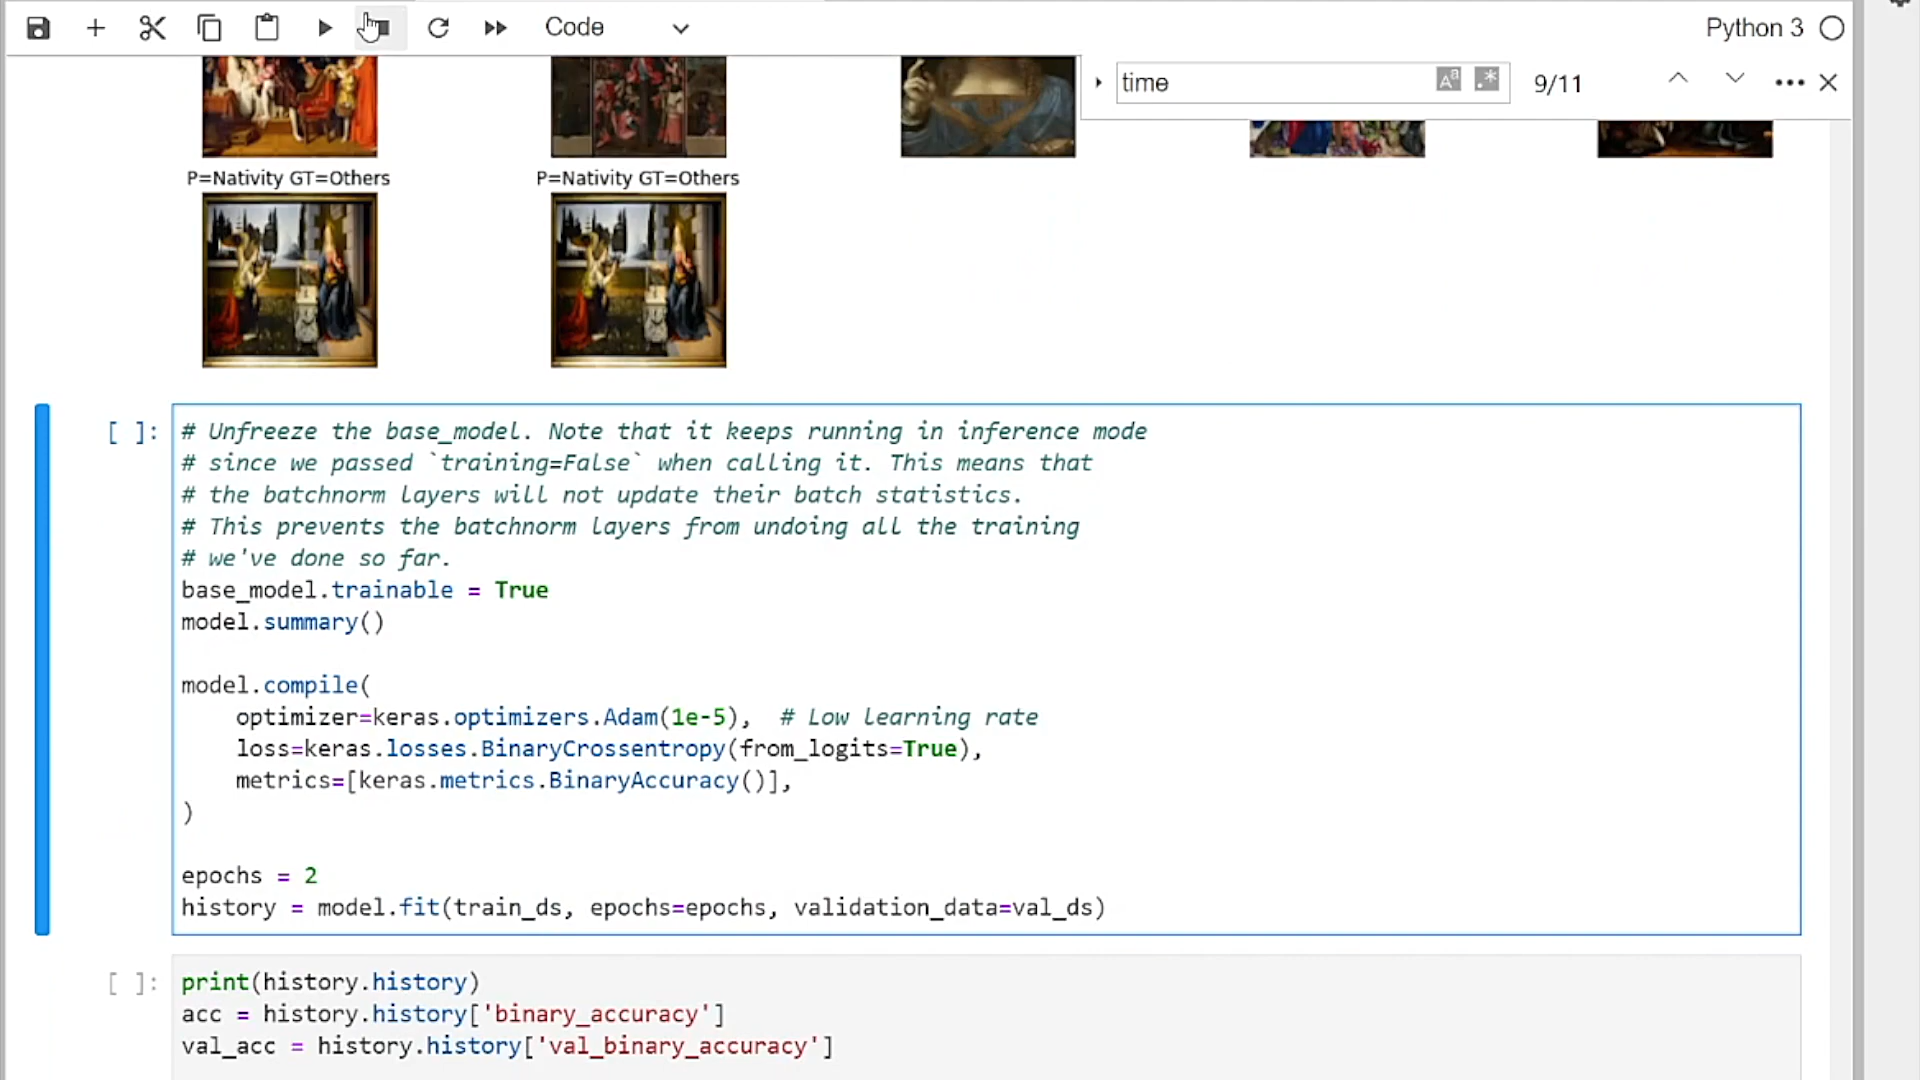 Code
Python 3
time
9/11
P=Nativity GT=Others
P=Nativity GT=Others
[ ]:
# Unfreeze the base_model. Note that it keeps running in inference mode
# since we passed `training=False` when calling it. This means that
# the batchnorm layers will not update their batch statistics.
# This prevents the batchnorm layers from undoing all the training
# we've done so far.
base_model.trainable = True
model.summary()
model.compile(
    optimizer=keras.optimizers.Adam(1e-5),  # Low learning rate
    loss=keras.losses.BinaryCrossentropy(from_logits=True),
    metrics=[keras.metrics.BinaryAccuracy()],
)
epochs = 2
history = model.fit(train_ds, epochs=epochs, validation_data=val_ds)
[ ]:
print(history.history)
acc = history.history['binary_accuracy']
val_acc = history.history['val_binary_accuracy']